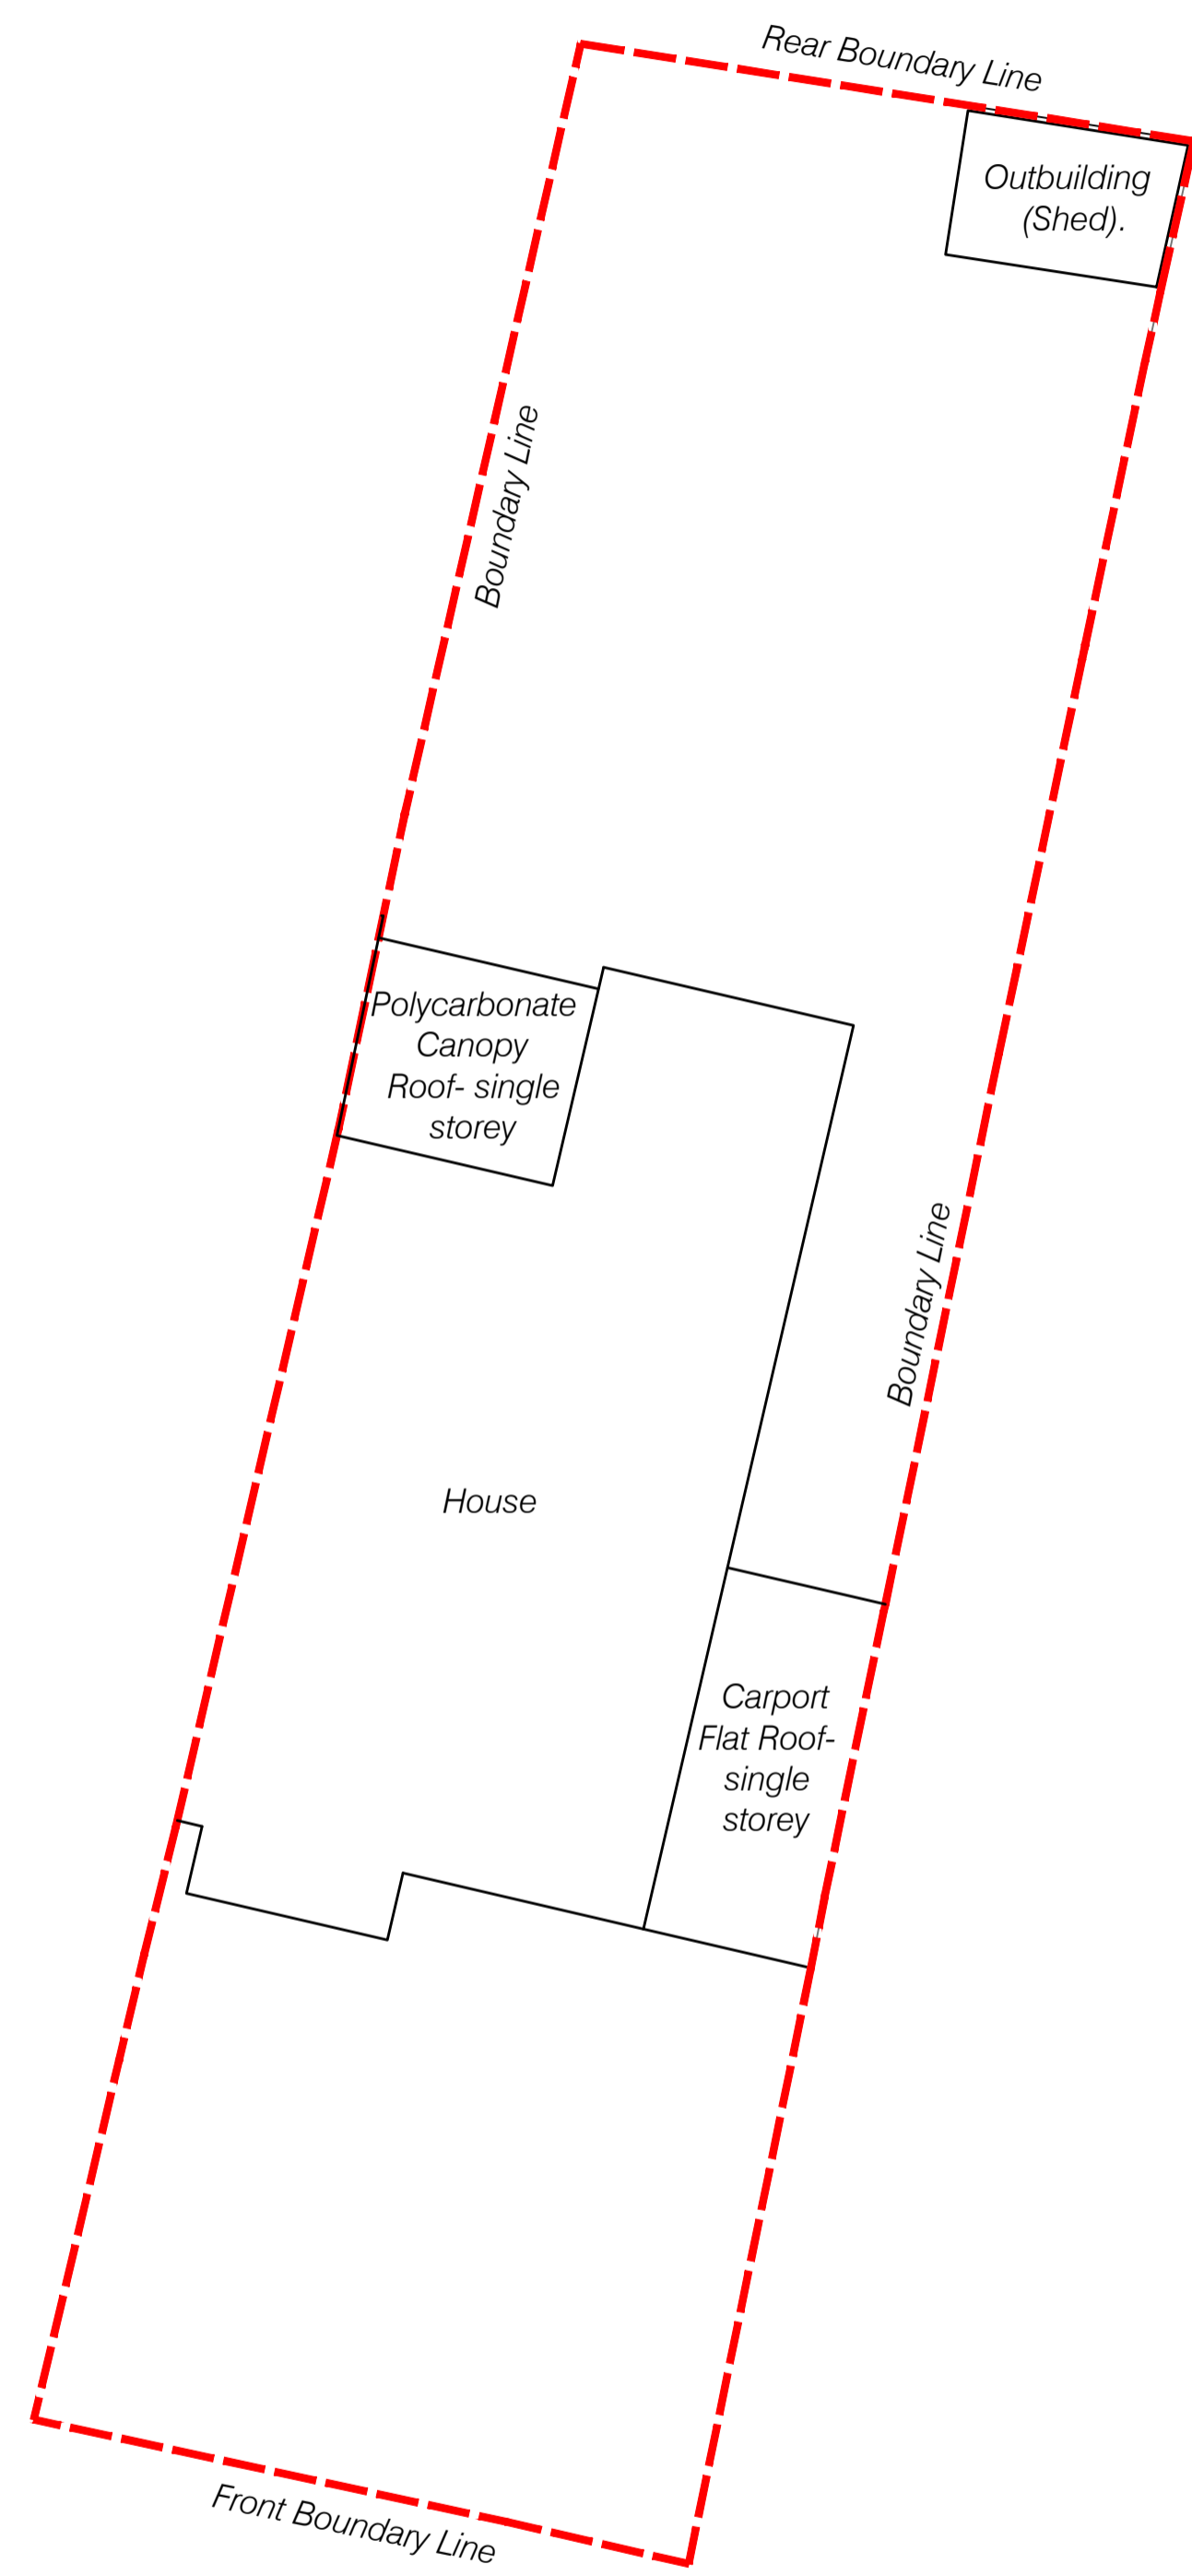 Rear Boundary Line
Outbuilding
(Shed).
Boundary Line
Polycarbonate
Canopy
Roof- single
storey
Boundary Line
House
Carport
Flat Roof-
single
storey
Front Boundary Line